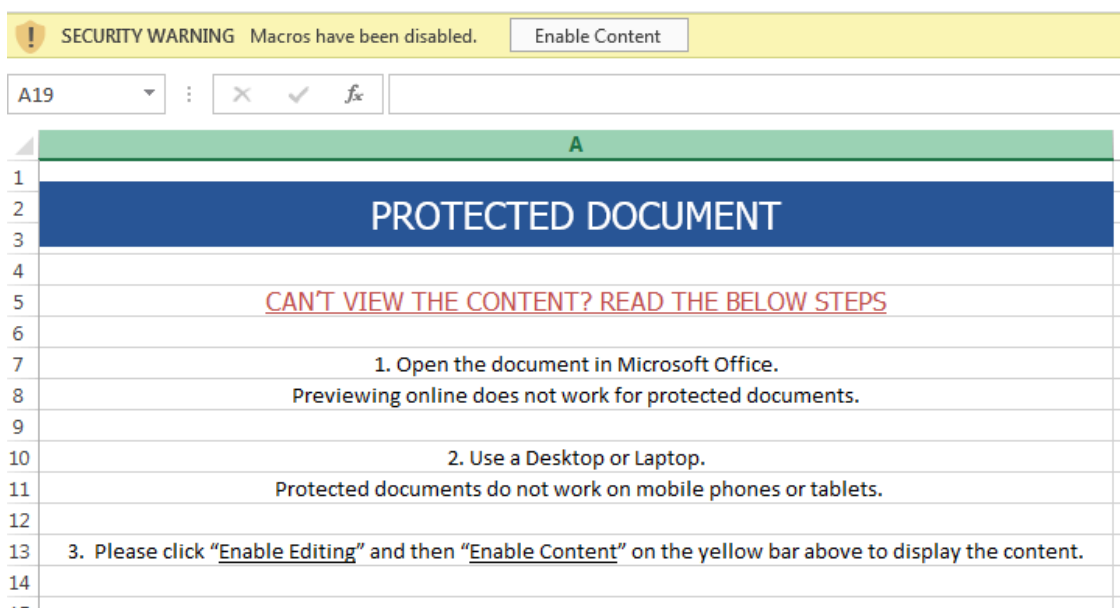 SECURITY WARNING Macros have been disabled. Enable Content
A19 fx
A
1
2 PROTECTED DOCUMENT
3
4
5 CAN'T VIEW THE CONTENT? READ THE BELOW STEPS
6
7 1. Open the document in Microsoft Office.
8 Previewing online does not work for protected documents.
9
10 2. Use a Desktop or Laptop.
11 Protected documents do not work on mobile phones or tablets.
12
13 3. Please click “Enable Editing” and then “Enable Content” on the yellow bar above to display the content.
14